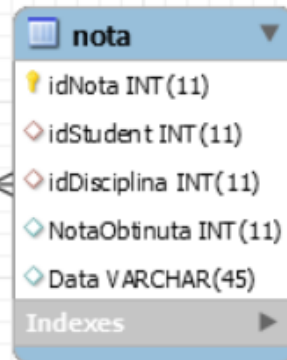 nota
idNota INT(11)
idStudent INT(11)
idDisciplina INT(11)
NotaObtinuta INT(11)
Data VARCHAR(45)
Indexes